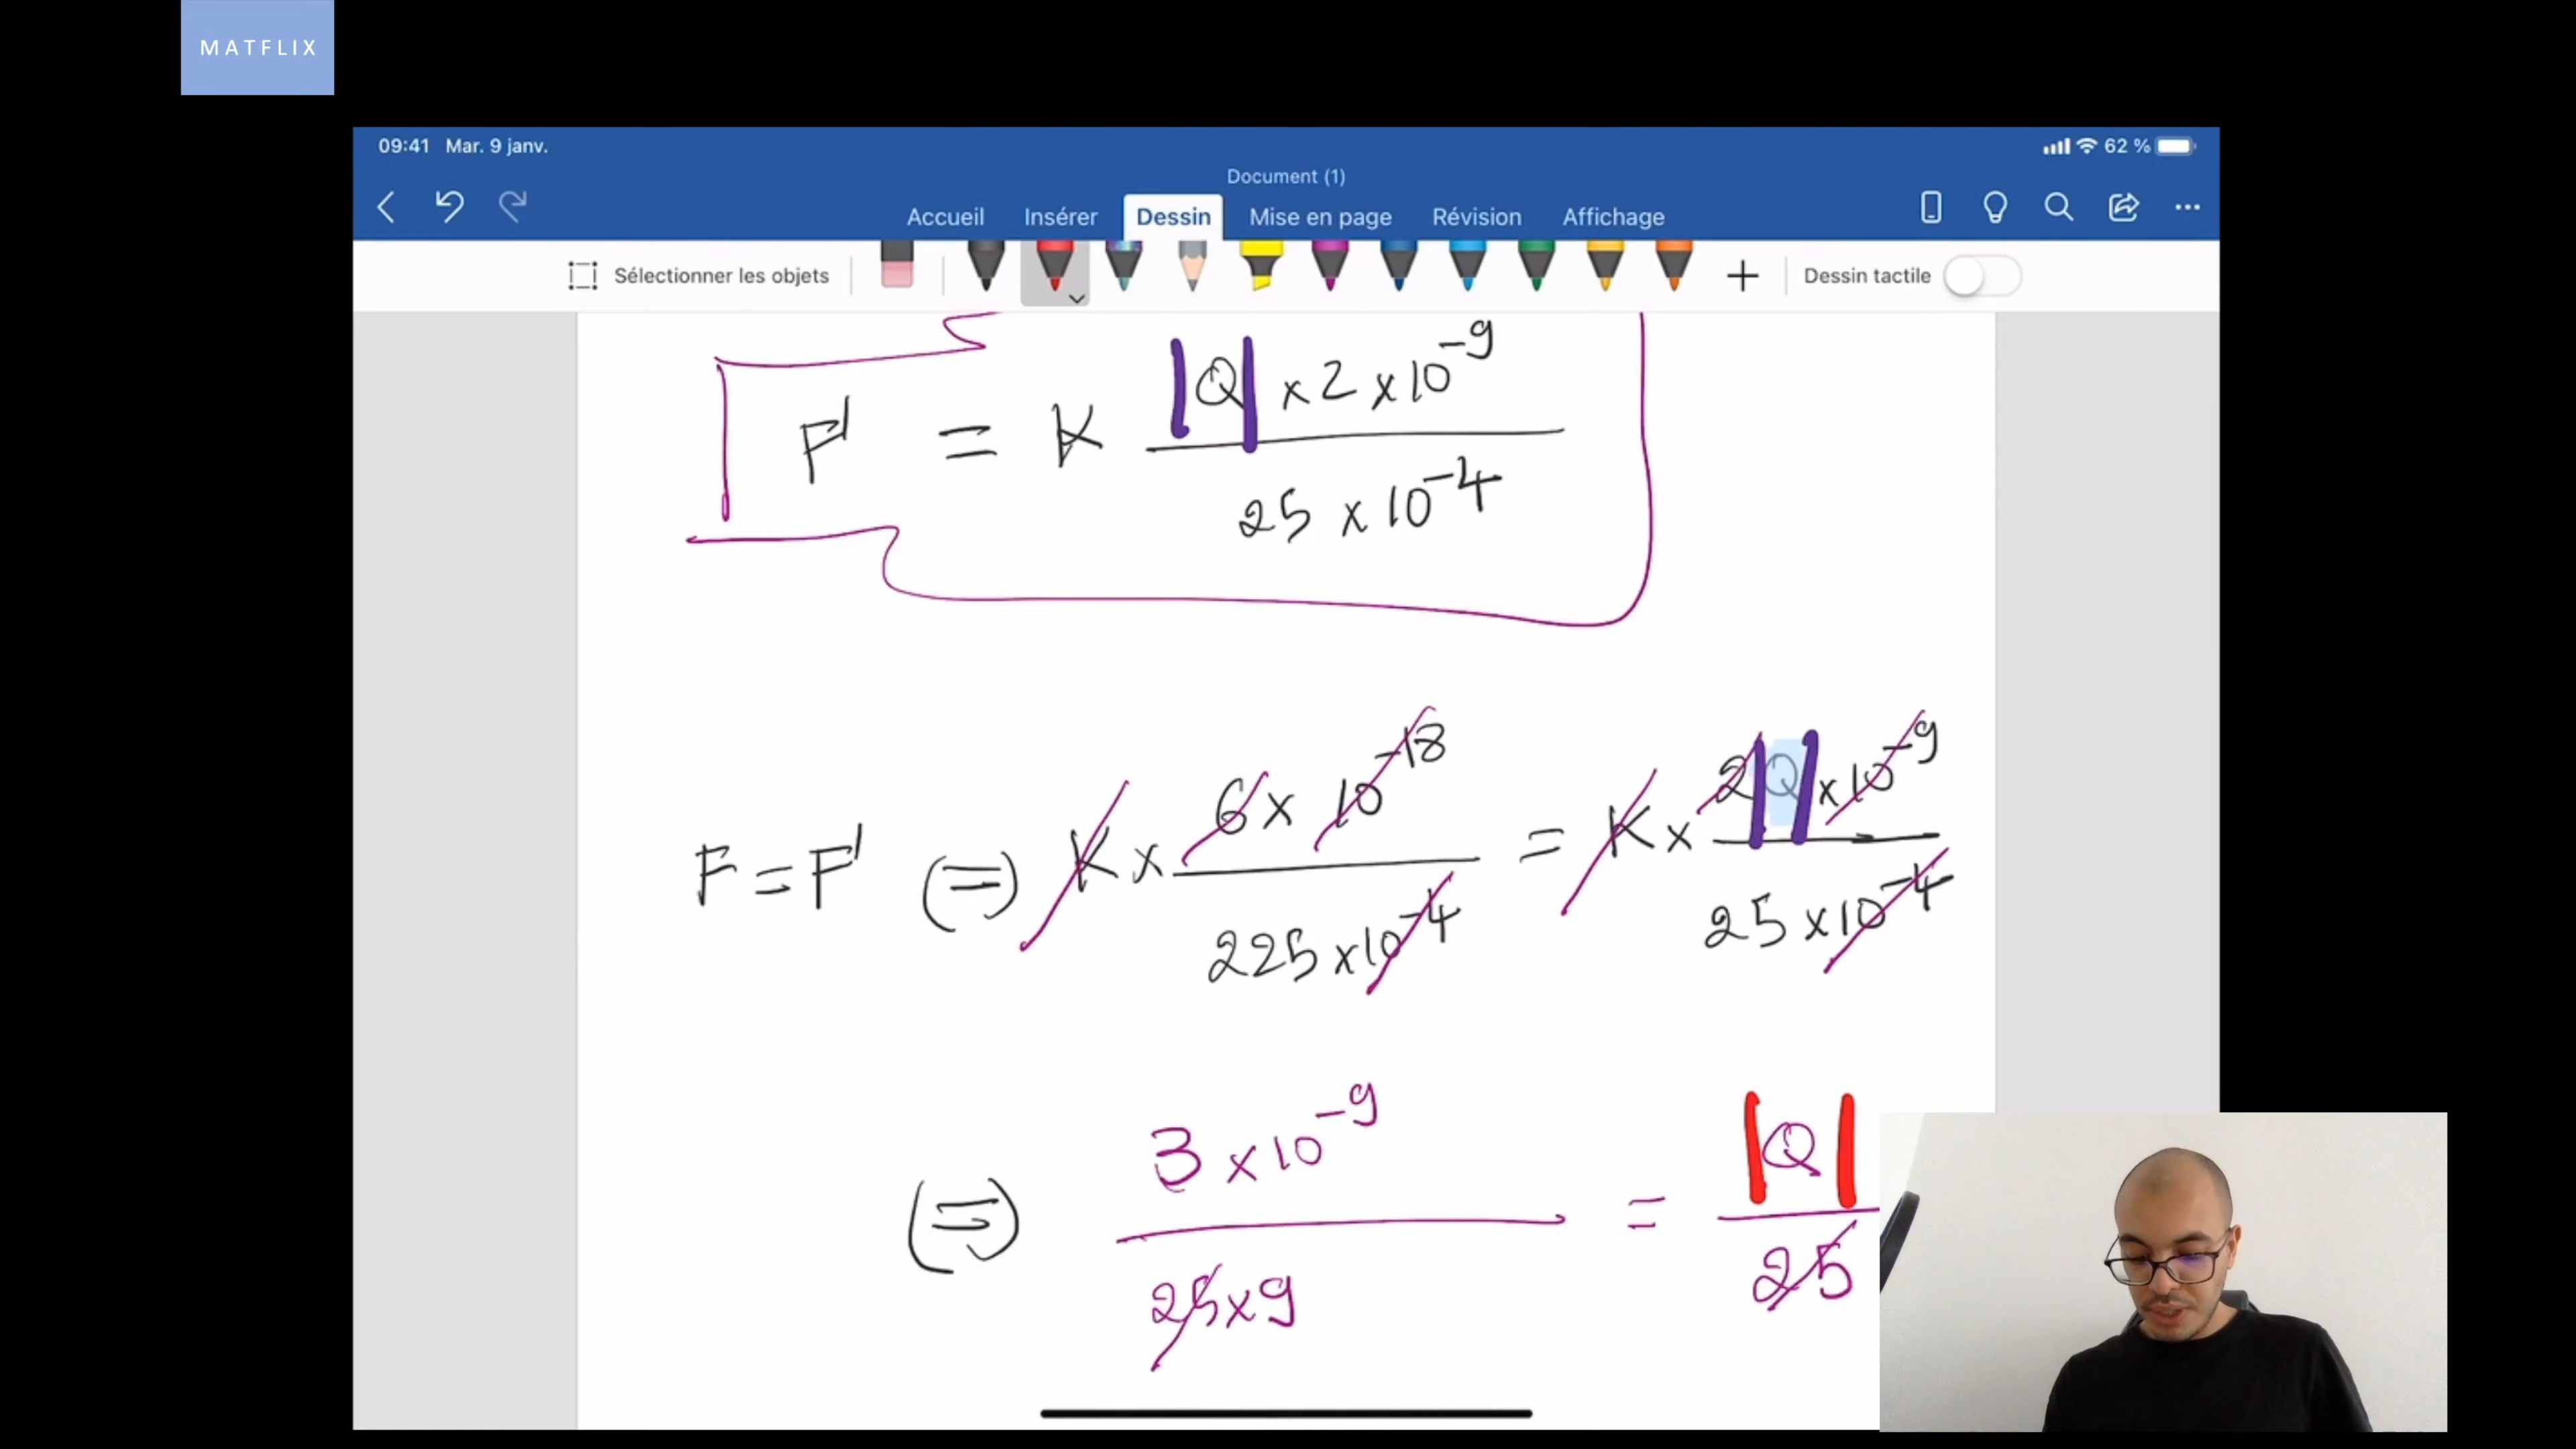 MATFLIX
09:41 Mar. 9 janv. 62 %
Document (1)
Accueil Insérer Dessin Mise en page Révision Affichage
Sélectionner les objets Dessin tactile
F' = K |Q| x 2 x 10^-9 / 25 x 10^-4
F = F' (=) K x 6 x 10^-18 / 225 x 10^-4 = K x 2|Q| x 10^-9 / 25 x 10^-4
(=) 3 x 10^-9 / 25 x 9 = |Q| / 25